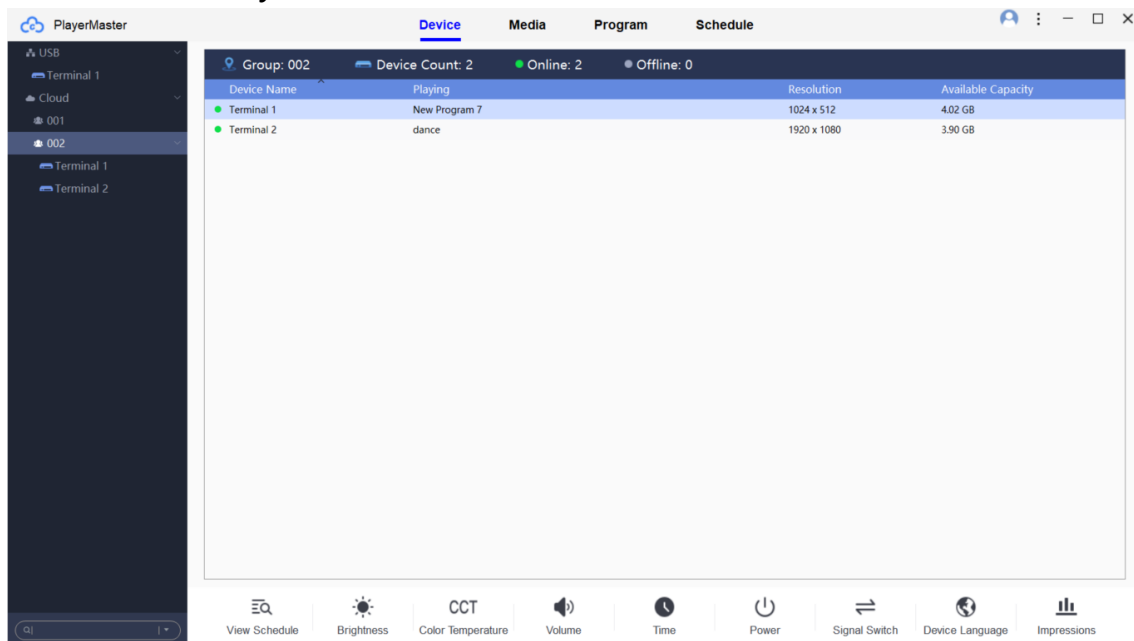 PlayerMaster
Device Media Program Schedule
USB
Terminal 1
Cloud
001
002
Terminal 1
Terminal 2
Group: 002 Device Count: 2 Online: 2 Offline: 0
Device Name Playing Resolution Available Capacity
Terminal 1 New Program 7 1024 x 512 4.02 GB
Terminal 2 dance 1920 x 1080 3.90 GB
CCT
View Schedule Brightness Color Temperature Volume Time Power Signal Switch Device Language Impressions